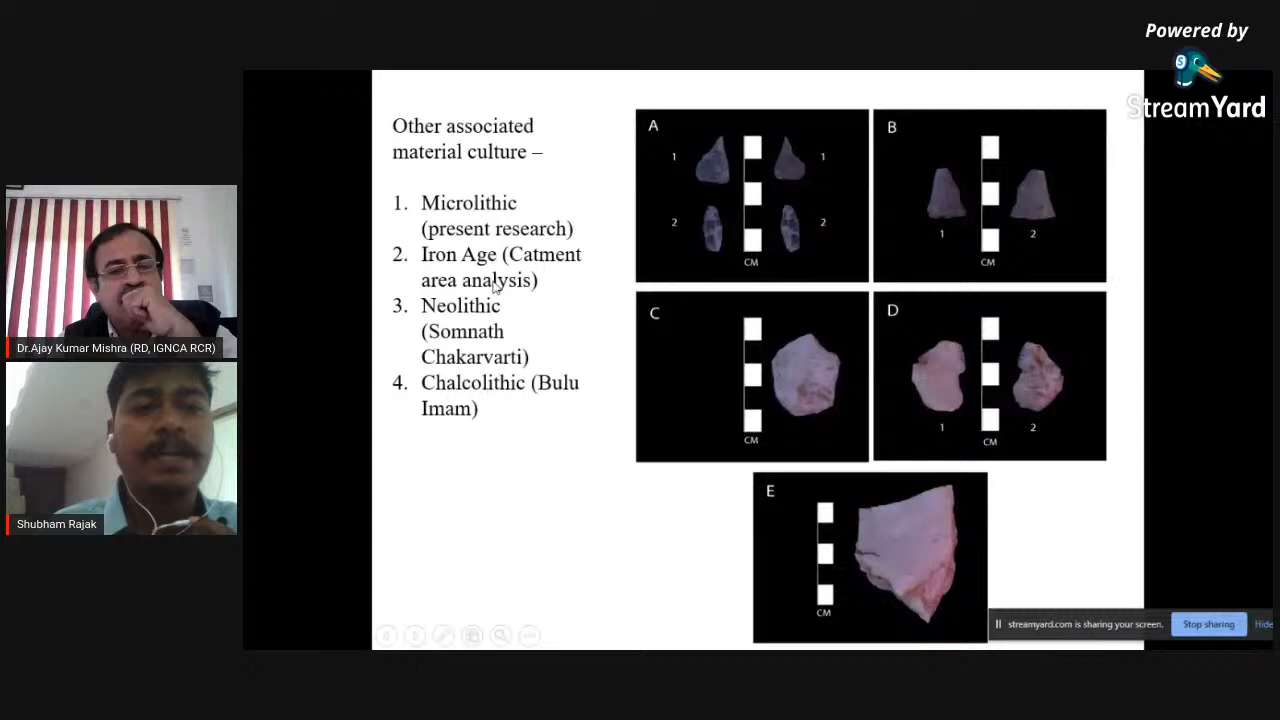 Powered by
StreamYard
Other associated
material culture –
1. Microlithic
(present research)
2. Iron Age (Catment
area analysis)
3. Neolithic
(Somnath
Chakarvarti)
4. Chalcolithic (Bulu
Imam)
A
1
1
2
2
CM
B
1
2
CM
C
CM
D
1
2
CM
E
CM
Dr.Ajay Kumar Mishra (RD, IGNCA RCR)
Shubham Rajak
streamyard.com is sharing your screen.
Stop sharing
Hide